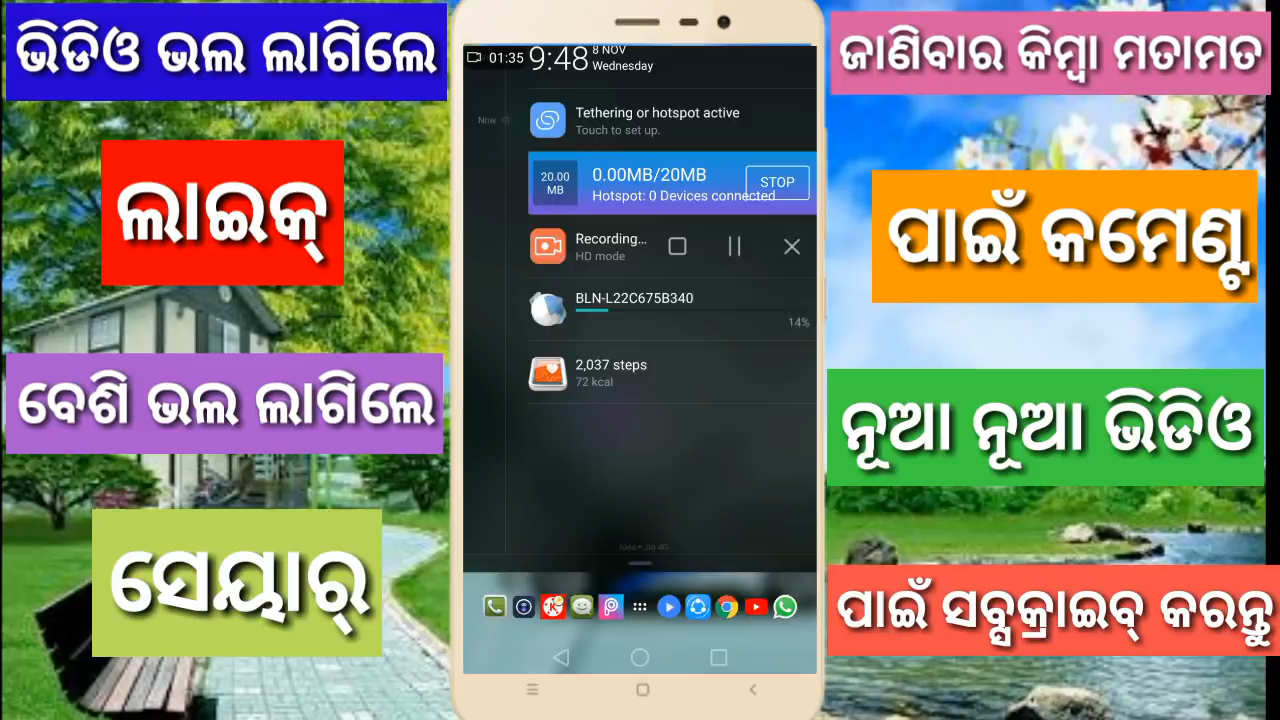 ଭିଡିଓ ଭଲ ଲାଗିଲେ
ଲାଇକ୍
ବେଶି ଭଲ ଲାଗିଲେ
ସେୟାର୍
01:35
9:48
8 NOV
Wednesday
Now
Tethering or hotspot active
Touch to set up.
20.00
MB
0.00MB/20MB
Hotspot: 0 Devices connected
STOP
Recording...
HD mode
BLN-L22C675B340
14%
2,037 steps
72 kcal
ଜାଣିବାର କିମ୍ବା ମତାମତ
ପାଇଁ କମେଣ୍ଟ
ନୂଆ ନୂଆ ଭିଡିଓ
ପାଇଁ ସବ୍ସକ୍ରାଇବ୍ କରନ୍ତୁ